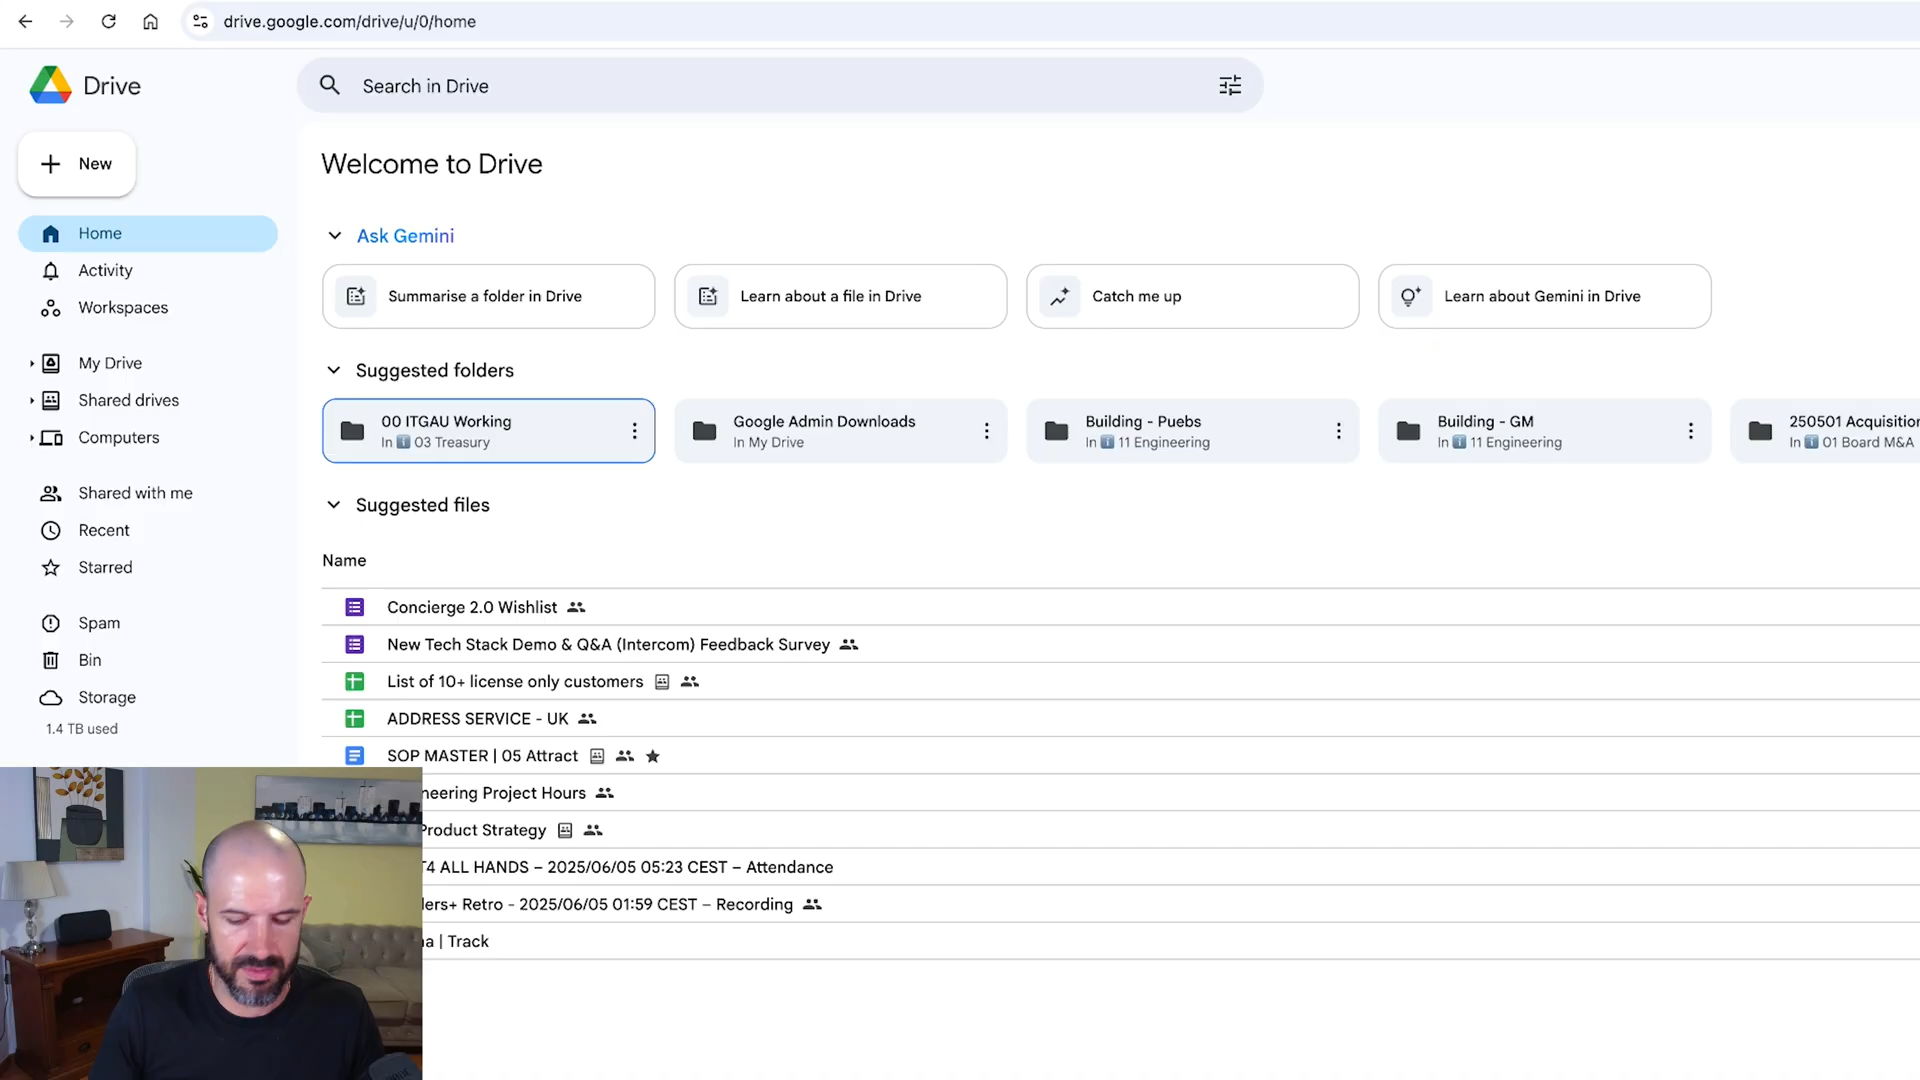 drive.google.com/drive/u/0/home
Drive
Search in Drive
New
Welcome to Drive
Home
Activity
Workspaces
My Drive
Shared drives
Computers
Shared with me
Recent
Starred
Spam
Bin
Storage
1.4 TB used
Ask Gemini
Summarise a folder in Drive
Learn about a file in Drive
Catch me up
Learn about Gemini in Drive
Suggested folders
00 ITGAU Working
In 03 Treasury
Google Admin Downloads
In My Drive
Building - Puebs
In 11 Engineering
Building - GM
In 11 Engineering
250501 Acquisition
In 01 Board M&A
Suggested files
Name
Concierge 2.0 Wishlist
New Tech Stack Demo & Q&A (Intercom) Feedback Survey
List of 10+ license only customers
ADDRESS SERVICE - UK
SOP MASTER | 05 Attract
neering Project Hours
Product Strategy
T4 ALL HANDS – 2025/06/05 05:23 CEST – Attendance
ers+ Retro - 2025/06/05 01:59 CEST – Recording
a | Track